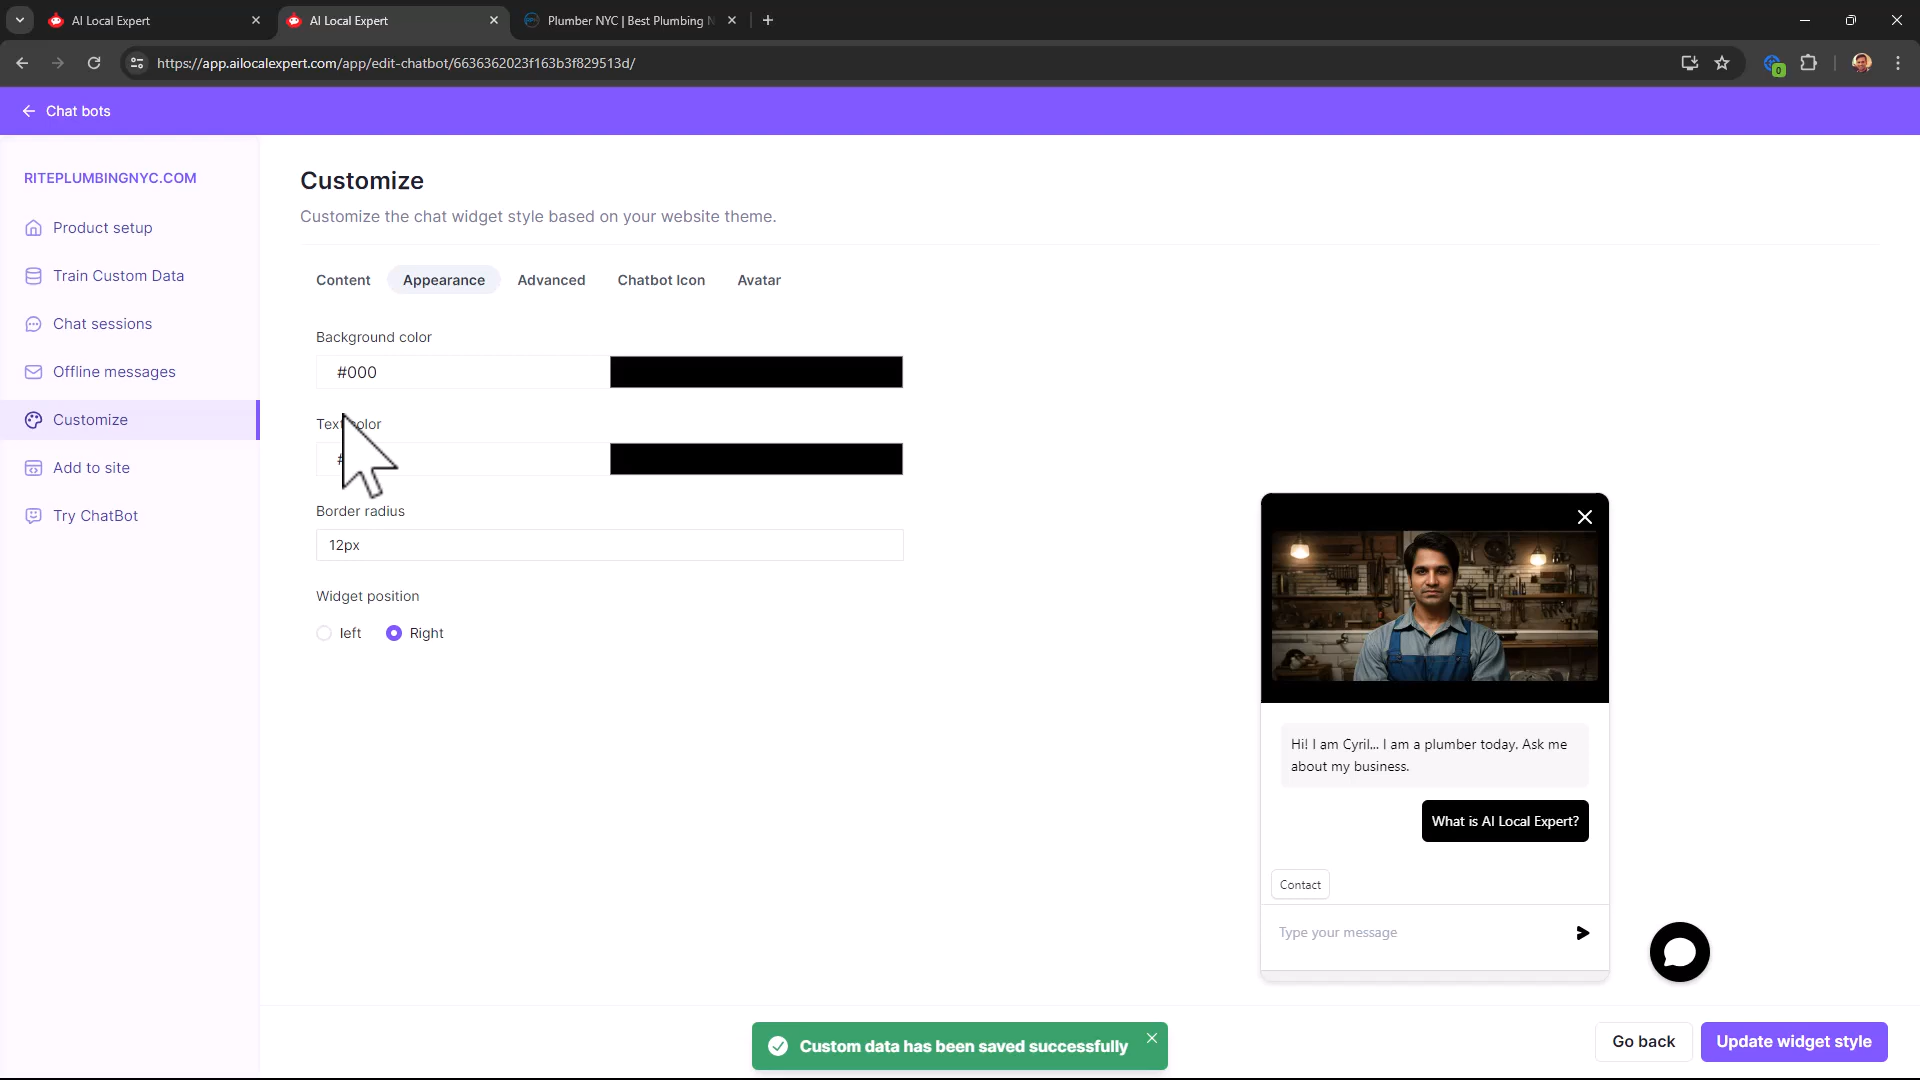 AI Local Expert
AI Local Expert
Plumber NYC | Best Plumbing
https://app.ailocalexpert.com/app/edit-chatbot/6636362023f163b3f829513d/
0
Chat bots
RITEPLUMBINGNYC.COM
Product setup
Train Custom Data
Chat sessions
Offline messages
Customize
Add to site
Try ChatBot
Customize
Customize the chat widget style based on your website theme.
Content Appearance Advanced Chatbot Icon Avatar
Background color
#000
Text color
#
Border radius
12px
Widget position
left Right
Hi! I am Cyril... I am a plumber today. Ask me
about my business.
What is AI Local Expert?
Contact
Type your message
Custom data has been saved successfully
Go back
Update widget style